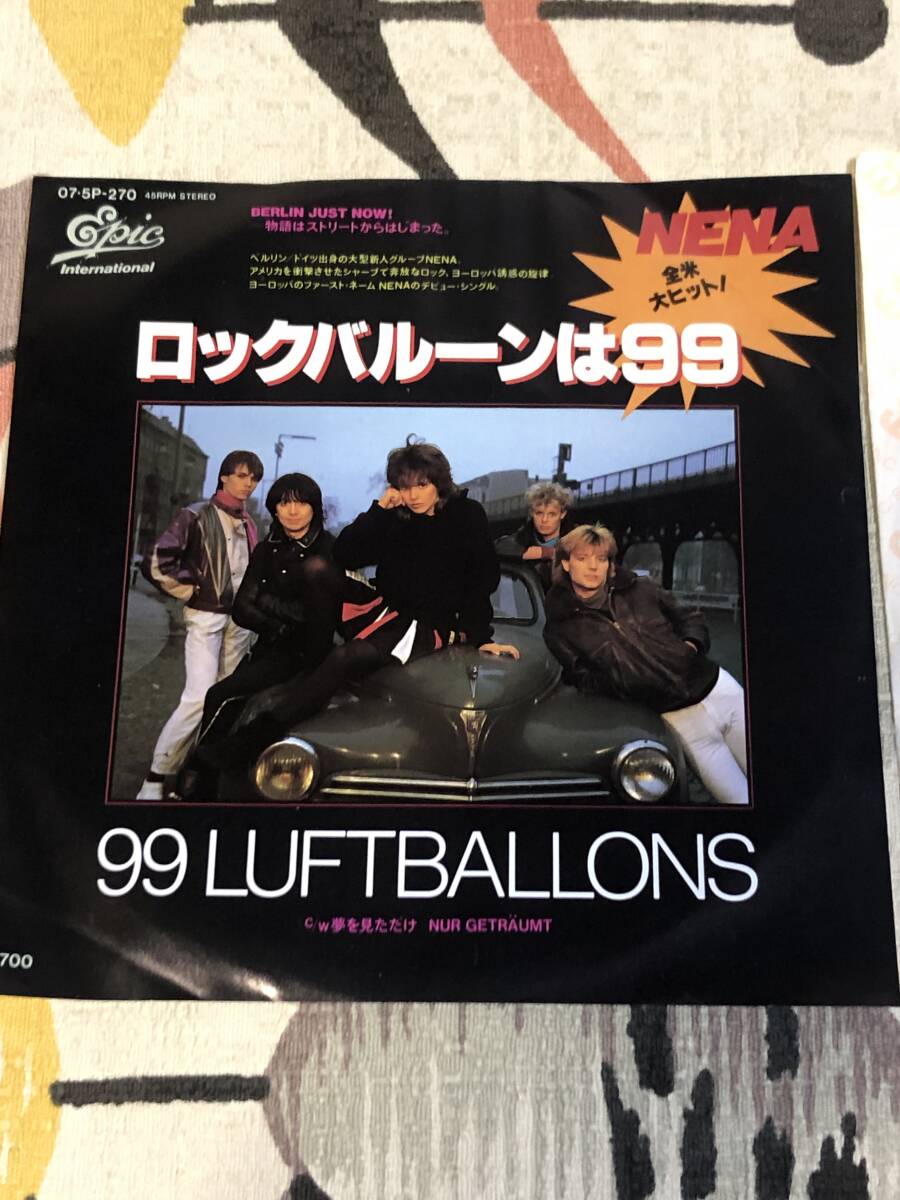 07・5P-270 45RPM STEREO
Epic
International
BERLIN JUST NOW!
物語はストリートからはじまった。
ベルリン/ドイツ出身の大型新人グループNENA。
アメリカを衝撃させたシャープで奔放なロック、ヨーロッパ誘惑の旋律
ヨーロッパのファースト・ネーム NENAのデビュー・シングル。
NENA
全米
大ヒット!
ロックバルーンは99
99 LUFTBALLONS
c/w 夢を見ただけ NUR GETRÄUMT
700